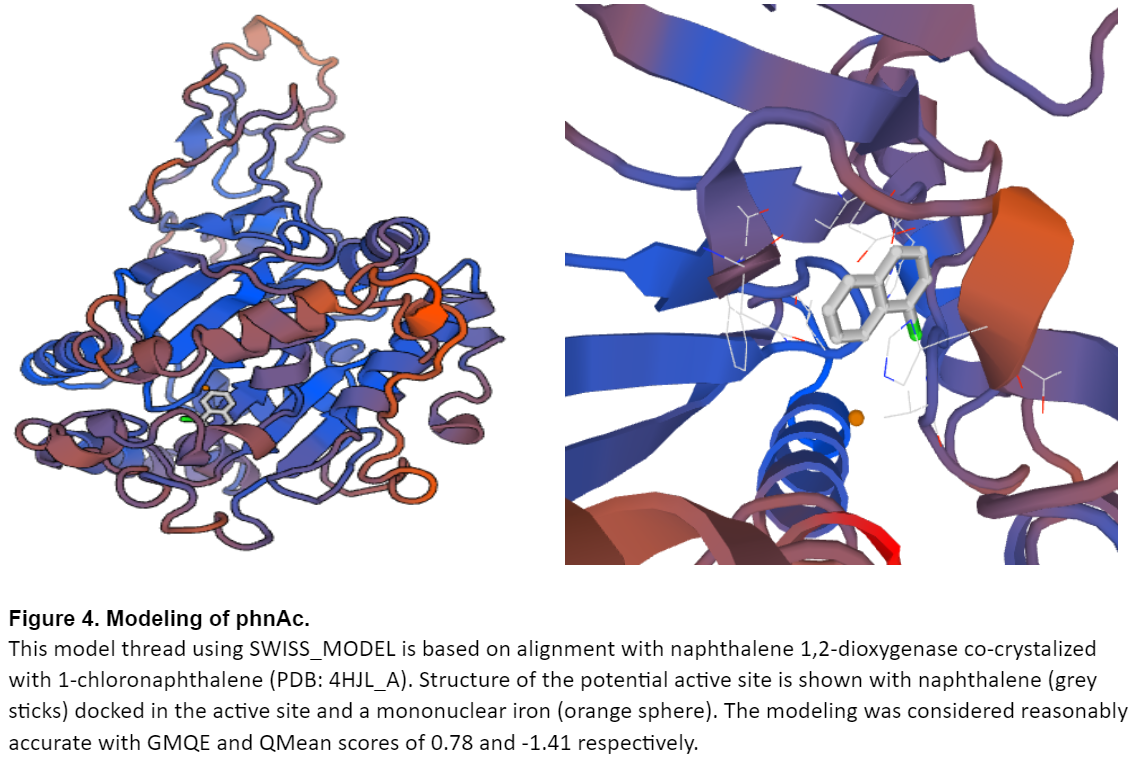 Figure 4. Modeling of phnAc.
This model thread using SWISS_MODEL is based on alignment with naphthalene 1,2-dioxygenase co-crystalized
with 1-chloronaphthalene (PDB: 4HJL_A). Structure of the potential active site is shown with naphthalene (grey
sticks) docked in the active site and a mononuclear iron (orange sphere). The modeling was considered reasonably
accurate with GMQE and QMean scores of 0.78 and -1.41 respectively.